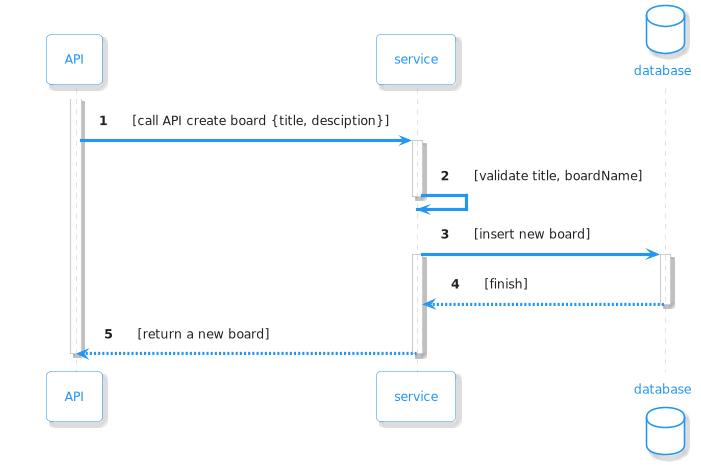 API
service
database
1 [call API create board {title, desciption}]
2 [validate title, boardName]
3 [insert new board]
4 [finish]
5 [return a new board]
API
service
database